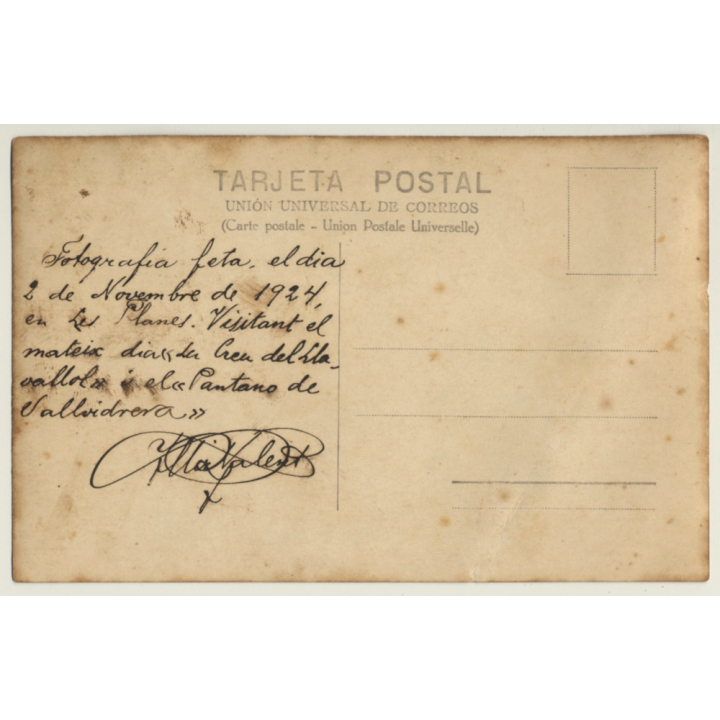 TARJETA POSTAL
UNIÓN UNIVERSAL DE CORREOS
(Carte postale - Union Postale Universelle)
Fotografia feta, el dia
2 de Novembre de 1924,
en Les Planes. Visitant el
mateix dia «La Creu del Lla-
vallol» i el «Pantano de
Vallvidrera»